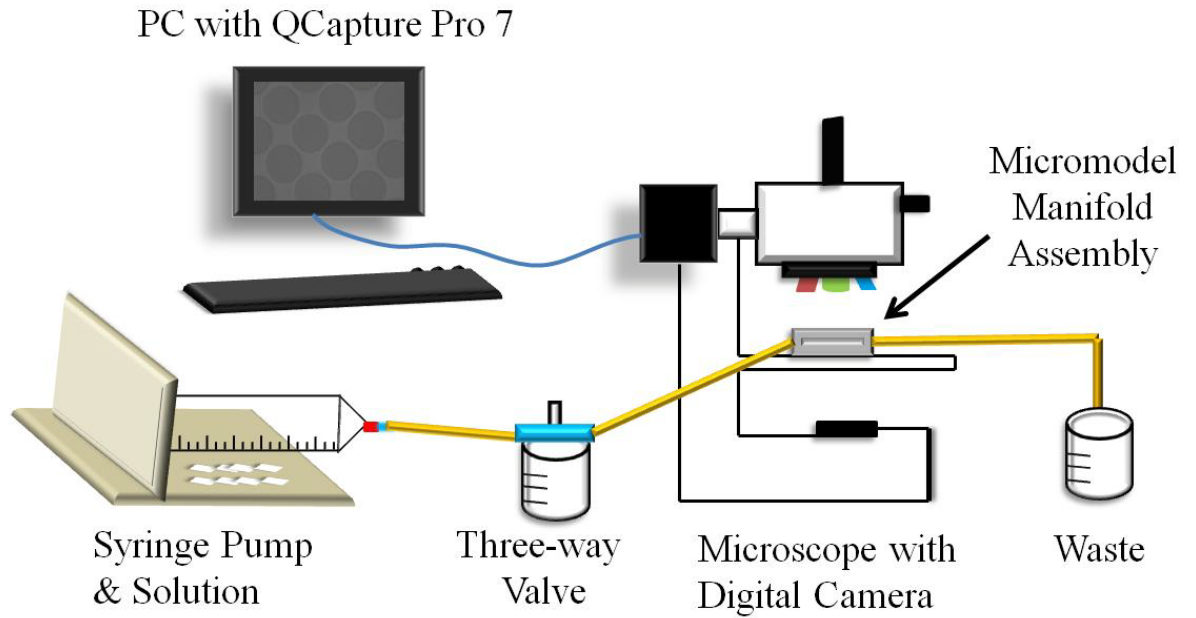 PC with QCapture Pro 7
Micromodel
Manifold
Assembly
Syringe Pump
& Solution
Three-way
Valve
Microscope with
Digital Camera
Waste